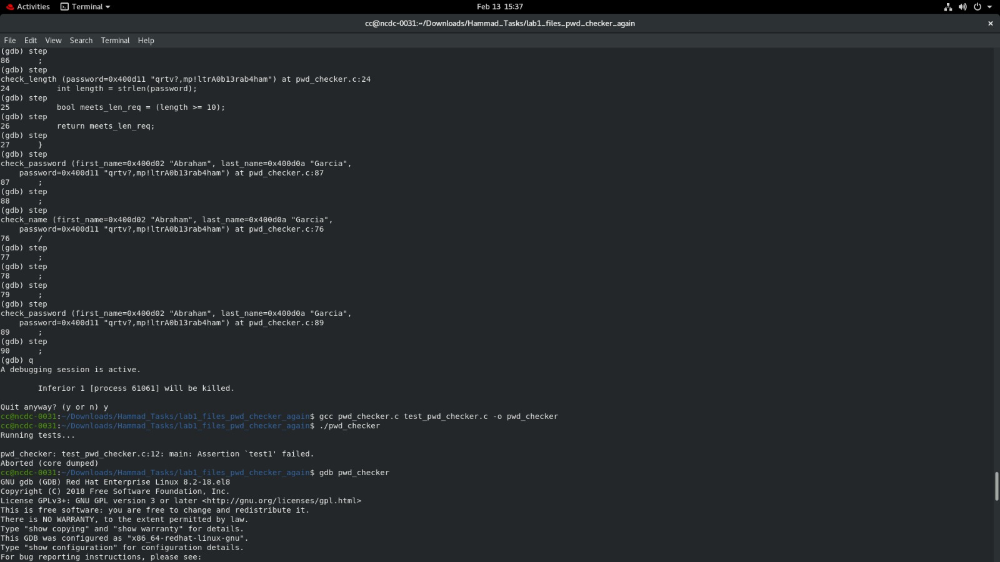 Activities Terminal Feb 13 15:37
cc@ncdc-0031:~/Downloads/Hammad_Tasks/lab1_files_pwd_checker_again ×
File Edit View Search Terminal Help
(gdb) step
86      ;
(gdb) step
check_length (password=0x400d11 "qrtv?,mp!ltrA0b13rab4ham") at pwd_checker.c:24
24          int length = strlen(password);
(gdb) step
25          bool meets_len_req = (length >= 10);
(gdb) step
26          return meets_len_req;
(gdb) step
27      }
(gdb) step
check_password (first_name=0x400d02 "Abraham", last_name=0x400d0a "Garcia",
    password=0x400d11 "qrtv?,mp!ltrA0b13rab4ham") at pwd_checker.c:87
87      ;
(gdb) step
88      ;
(gdb) step
check_name (first_name=0x400d02 "Abraham", last_name=0x400d0a "Garcia",
    password=0x400d11 "qrtv?,mp!ltrA0b13rab4ham") at pwd_checker.c:76
76      /
(gdb) step
77      ;
(gdb) step
78      ;
(gdb) step
79      ;
(gdb) step
check_password (first_name=0x400d02 "Abraham", last_name=0x400d0a "Garcia",
    password=0x400d11 "qrtv?,mp!ltrA0b13rab4ham") at pwd_checker.c:89
89      ;
(gdb) step
90      ;
(gdb) q
A debugging session is active.
        Inferior 1 [process 61061] will be killed.
Quit anyway? (y or n) y
cc@ncdc-0031:~/Downloads/Hammad_Tasks/lab1_files_pwd_checker_again$ gcc pwd_checker.c test_pwd_checker.c -o pwd_checker
cc@ncdc-0031:~/Downloads/Hammad_Tasks/lab1_files_pwd_checker_again$ ./pwd_checker
Running tests...
pwd_checker: test_pwd_checker.c:12: main: Assertion `test1' failed.
Aborted (core dumped)
cc@ncdc-0031:~/Downloads/Hammad_Tasks/lab1_files_pwd_checker_again$ gdb pwd_checker
GNU gdb (GDB) Red Hat Enterprise Linux 8.2-18.el8
Copyright (C) 2018 Free Software Foundation, Inc.
License GPLv3+: GNU GPL version 3 or later <http://gnu.org/licenses/gpl.html>
This is free software: you are free to change and redistribute it.
There is NO WARRANTY, to the extent permitted by law.
Type "show copying" and "show warranty" for details.
This GDB was configured as "x86_64-redhat-linux-gnu".
Type "show configuration" for configuration details.
For bug reporting instructions, please see: